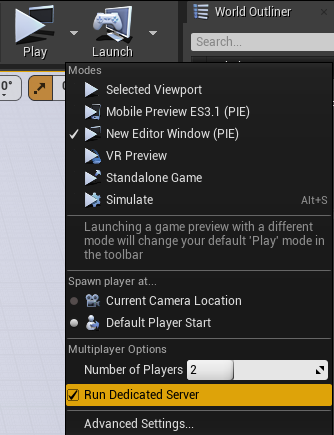 Play
Launch
World Outliner
Search...
0°
Modes
Selected Viewport
Mobile Preview ES3.1 (PIE)
New Editor Window (PIE)
VR Preview
Standalone Game
Simulate Alt+S
Launching a game preview with a different
mode will change your default 'Play' mode in
the toolbar
Spawn player at...
Current Camera Location
Default Player Start
Multiplayer Options
Number of Players 2
Run Dedicated Server
Advanced Settings...